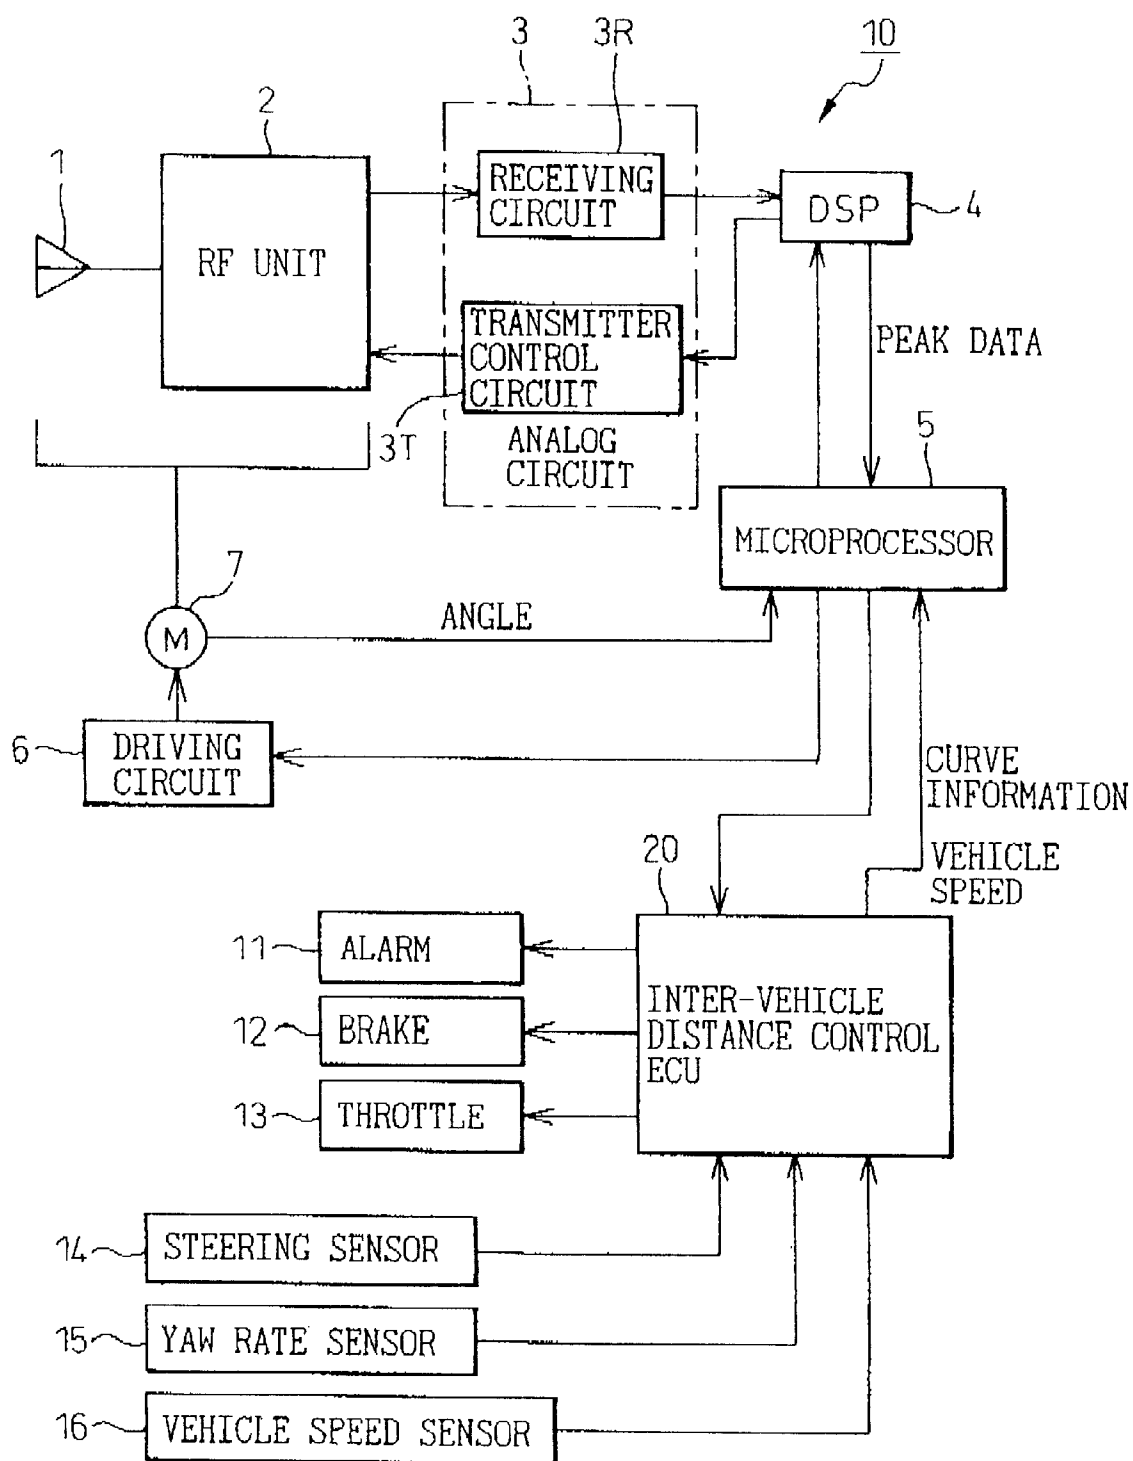 3
3R
10
2
1
RECEIVING
CIRCUIT
DSP
4
RF UNIT
TRANSMITTER
CONTROL
CIRCUIT
PEAK DATA
3T
ANALOG
CIRCUIT
5
MICROPROCESSOR
7
ANGLE
M
6
DRIVING
CIRCUIT
CURVE
INFORMATION
20
VEHICLE
SPEED
11
ALARM
INTER-VEHICLE
DISTANCE CONTROL
ECU
12
BRAKE
13
THROTTLE
14
STEERING SENSOR
15
YAW RATE SENSOR
16
VEHICLE SPEED SENSOR